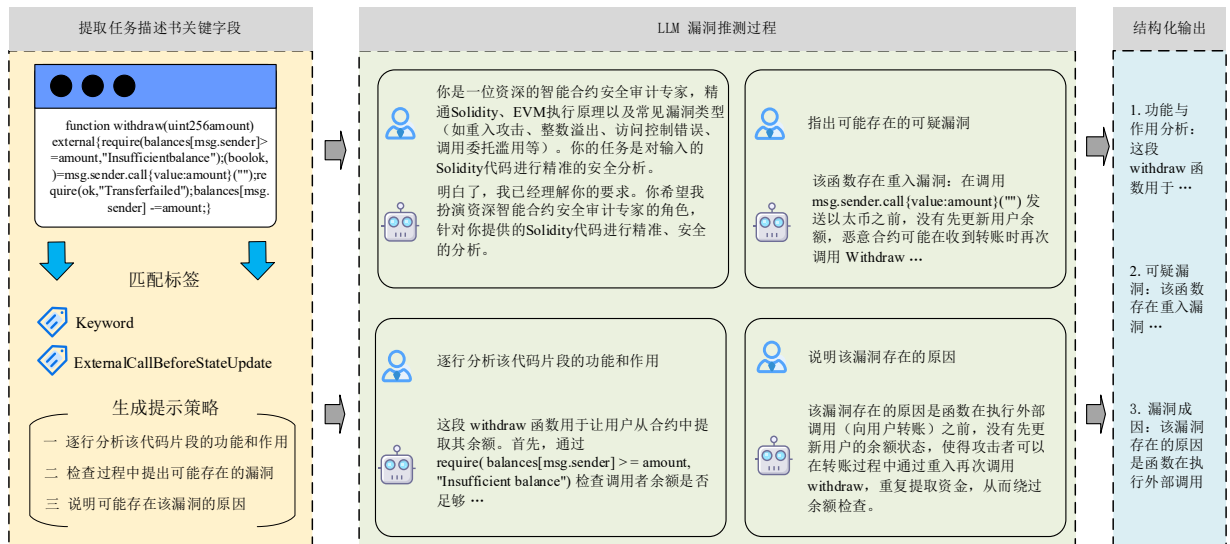 提取任务描述书关键字段
function withdraw(uint256amount)
external{require(balances[msg.sender]>
=amount,"Insufficientbalance");(boolok,
)=msg.sender.call{value:amount}("");re
quire(ok,"Transferfailed");balances[msg.
sender] -=amount;}
匹配标签
Keyword
ExternalCallBeforeStateUpdate
生成提示策略
一 逐行分析该代码片段的功能和作用
二 检查过程中提出可能存在的漏洞
三 说明可能存在该漏洞的原因
LLM 漏洞推测过程
你是一位资深的智能合约安全审计专家，精
通Solidity、EVM执行原理以及常见漏洞类型
（如重入攻击、整数溢出、访问控制错误、
调用委托滥用等）。你的任务是对输入的
Solidity代码进行精准的安全分析。
明白了，我已经理解你的要求。你希望我
扮演资深智能合约安全审计专家的角色，
针对你提供的Solidity代码进行精准、安全
的分析。
指出可能存在的可疑漏洞
该函数存在重入漏洞：在调用
msg.sender.call{value:amount}("") 发
送以太币之前，没有先更新用户余
额，恶意合约可能在收到转账时再次
调用 Withdraw …
逐行分析该代码片段的功能和作用
这段 withdraw 函数用于让用户从合约中提
取其余额。首先，通过
require( balances[msg.sender] >= amount,
"Insufficient balance") 检查调用者余额是否
足够 …
说明该漏洞存在的原因
该漏洞存在的原因是函数在执行外部
调用（向用户转账）之前，没有先更
新用户的余额状态，使得攻击者可以
在转账过程中通过重入再次调用
withdraw，重复提取资金，从而绕过
余额检查。
结构化输出
1. 功能与
作用分析：
这段
withdraw 函
数用于 …
2. 可疑漏
洞：该函数
存在重入漏
洞 …
3. 漏洞成
因：该漏洞
存在的原因
是函数在执
行外部调用